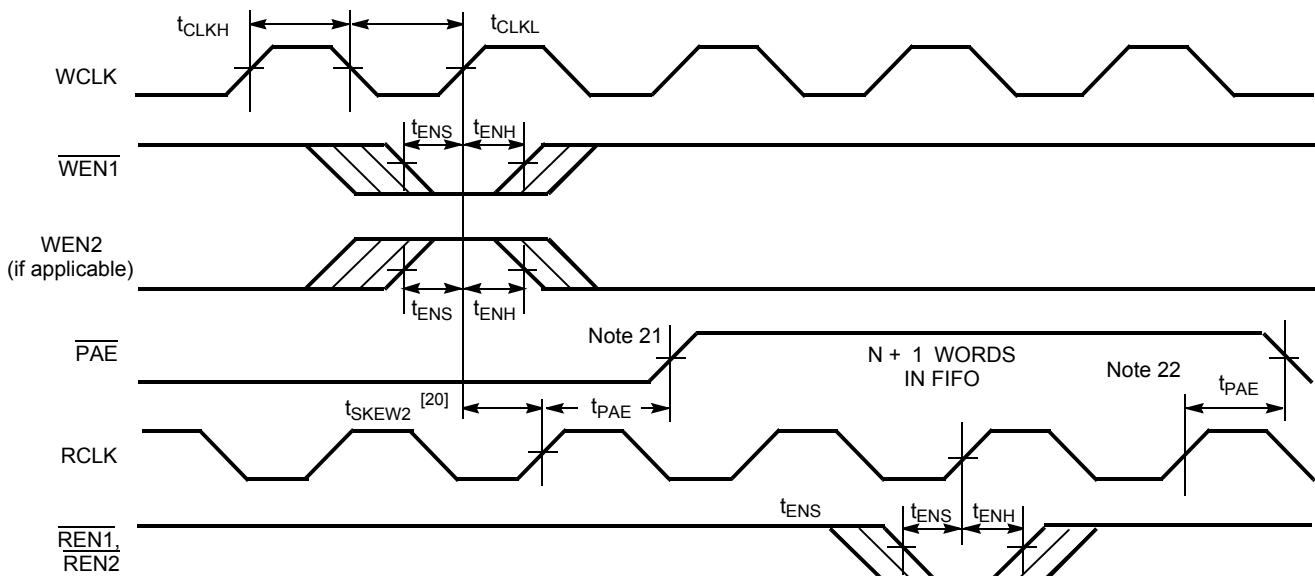 tCLKH
tCLKL
WCLK
tENS
tENH
WEN1
WEN2
(if applicable)
tENS
tENH
Note 21
PAE
N + 1 WORDS
IN FIFO
Note 22
tPAE
tSKEW2 [20]
tPAE
RCLK
tENS
tENS
tENH
REN1,
REN2